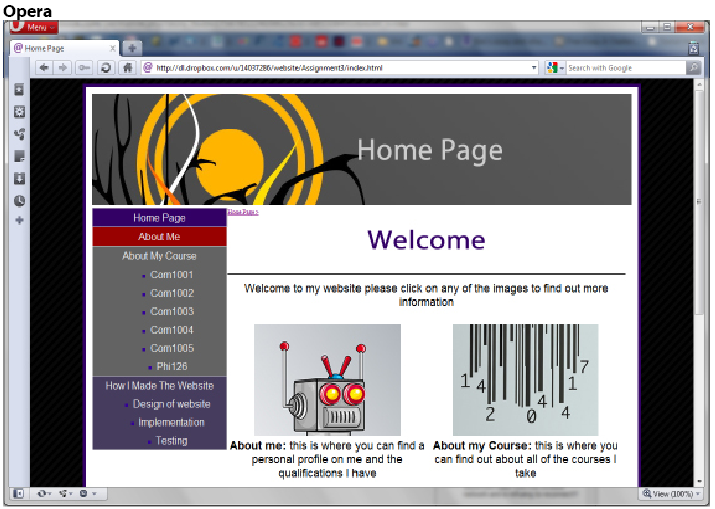 Opera
Menu
Home Page
http://dl.dropbox.com/u/14037286/website/Assignment3/index.html
Search with Google
Home Page
Home Page
Home Page >
About Me
Welcome
About My Course
Com1001
Com1002
Com1003
Com1004
Com1005
Phi126
How I Made The Website
Design of website
Implementation
Testing
Welcome to my website please click on any of the images to find out more
information
1 4 2 0 4 4 1 7
About me: this is where you can find a
personal profile on me and the
qualifications I have
About my Course: this is where you
can find out about all of the courses I
take
View (100%)